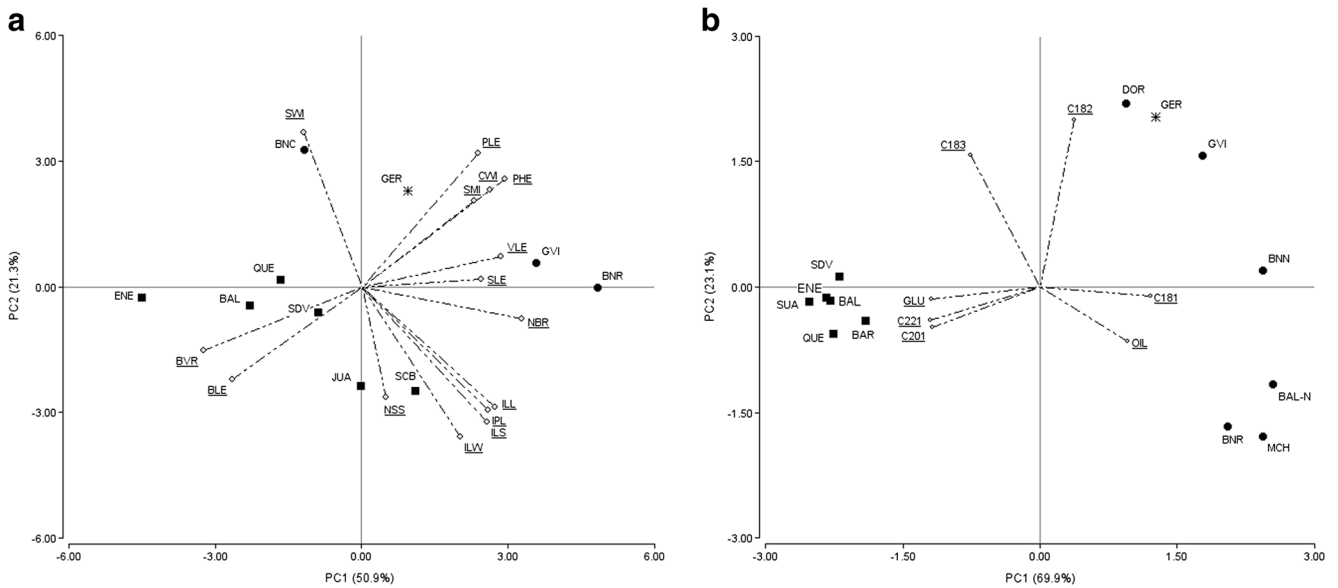 a
b
6.00
3.00
0.00
-3.00
-6.00
PC2 (21.3%)
SWI
BNC
PLE
GER
CWI
PHE
SMI
VLE
GVI
SLE
BNR
QUE
ENE
BAL
SDV
NBR
BVR
BLE
JUA
SCB
NSS
ILL
IPL
ILS
ILW
-6.00
-3.00
0.00
3.00
6.00
PC1 (50.9%)
3.00
1.50
0.00
-1.50
-3.00
PC2 (23.1%)
DOR
GER
C182
C183
GVI
BNN
SDV
ENE
SUA
BAL
GLU
C181
C221
C201
QUE
BAR
OIL
BAL-N
BNR
MCH
-3.00
-1.50
0.00
1.50
3.00
PC1 (69.9%)